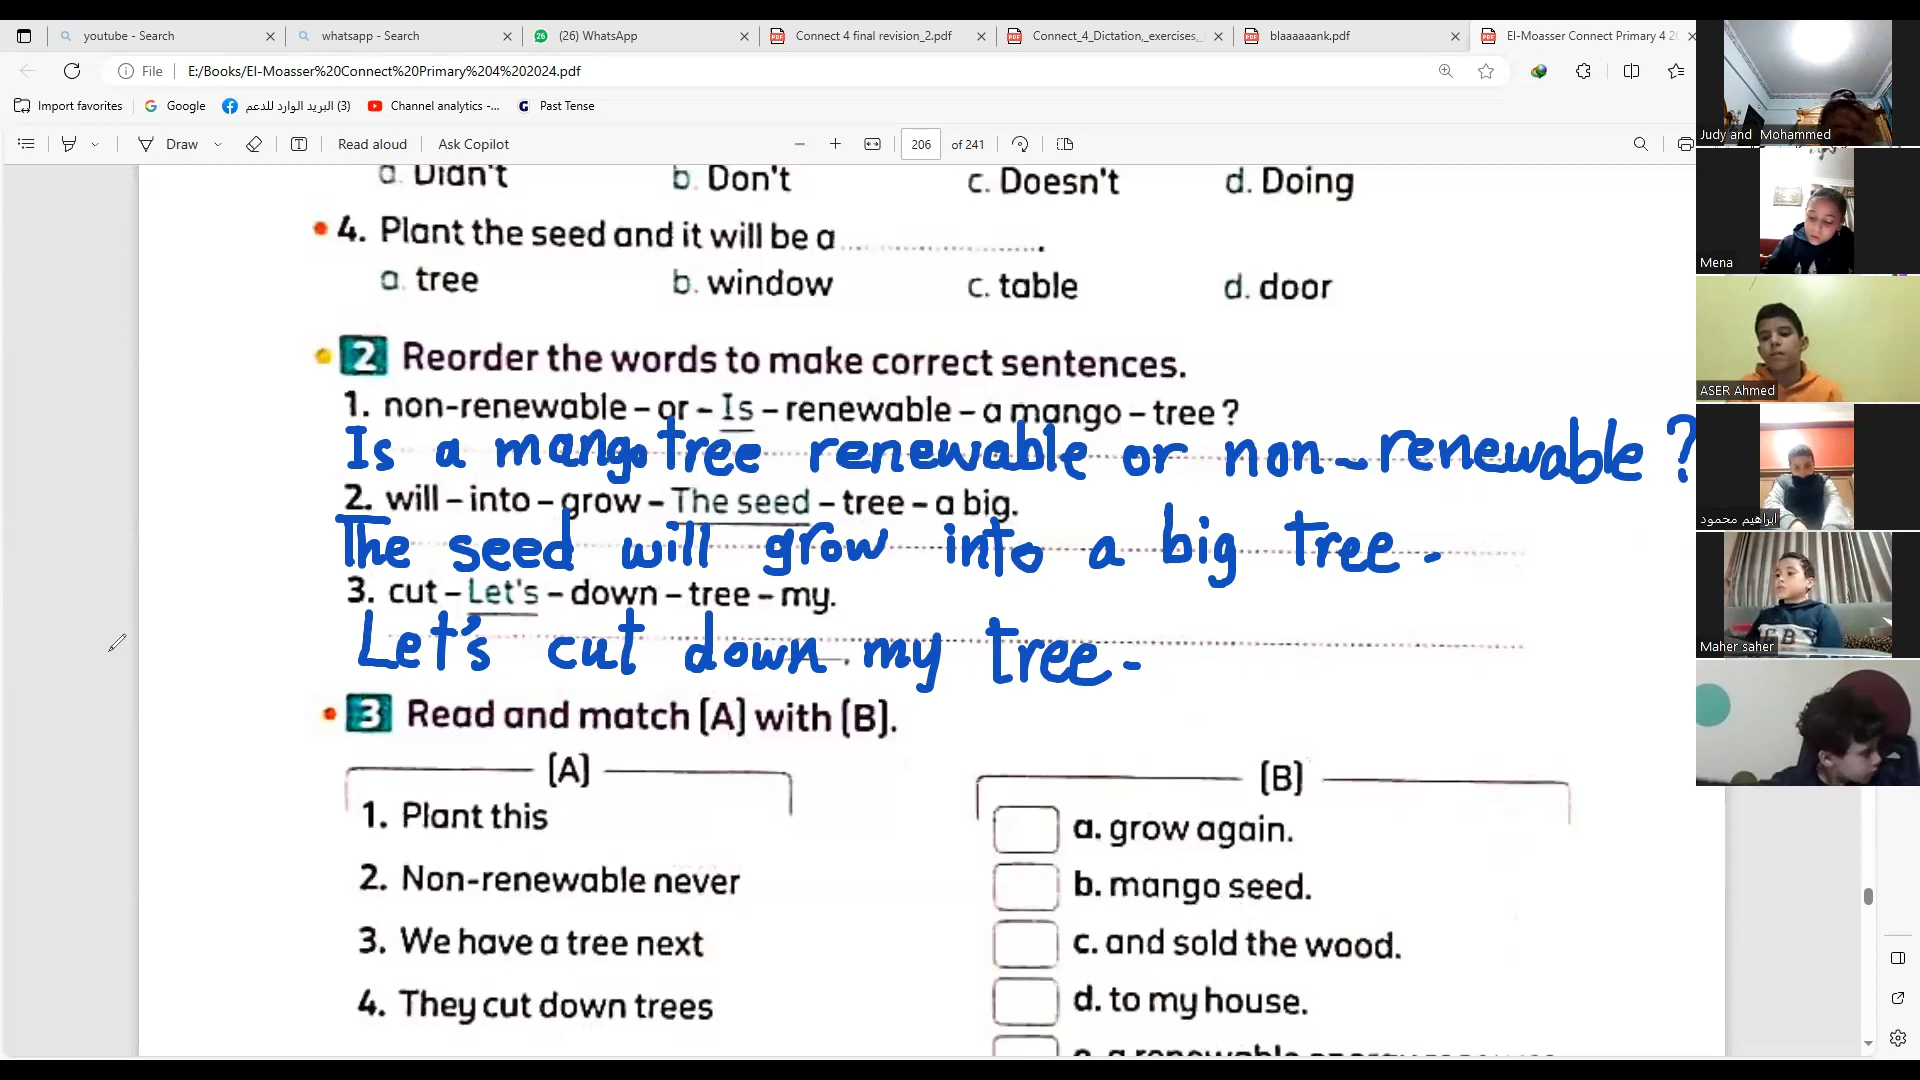 youtube - Search
whatsapp - Search
(26) WhatsApp
Connect 4 final revision_2.pdf
Connect_4_Dictation,_exercises,_
blaaaaaank.pdf
El-Moasser Connect Primary 4 2
File
E:/Books/El-Moasser%20Connect%20Primary%204%202024.pdf
Import favorites
Google
(3) البريد الوارد للدعم
Channel analytics -...
Past Tense
Draw
Read aloud
Ask Copilot
206
of 241
a. Didn't b. Don't c. Doesn't d. Doing
4. Plant the seed and it will be a ....................
a. tree b. window c. table d. door
2 Reorder the words to make correct sentences.
1. non-renewable – or – Is – renewable – a mango – tree ?
Is a mango tree renewable or non-renewable ?
2. will – into – grow – The seed – tree – a big.
The seed will grow into a big tree.
3. cut – Let's – down – tree – my.
Let's cut down my tree.
3 Read and match (A) with (B).
(A)
(B)
1. Plant this
a. grow again.
2. Non-renewable never
b. mango seed.
3. We have a tree next
c. and sold the wood.
4. They cut down trees
d. to my house.
Judy and Mohammed
Mena
ASER Ahmed
ابراهيم محمود
Maher saher